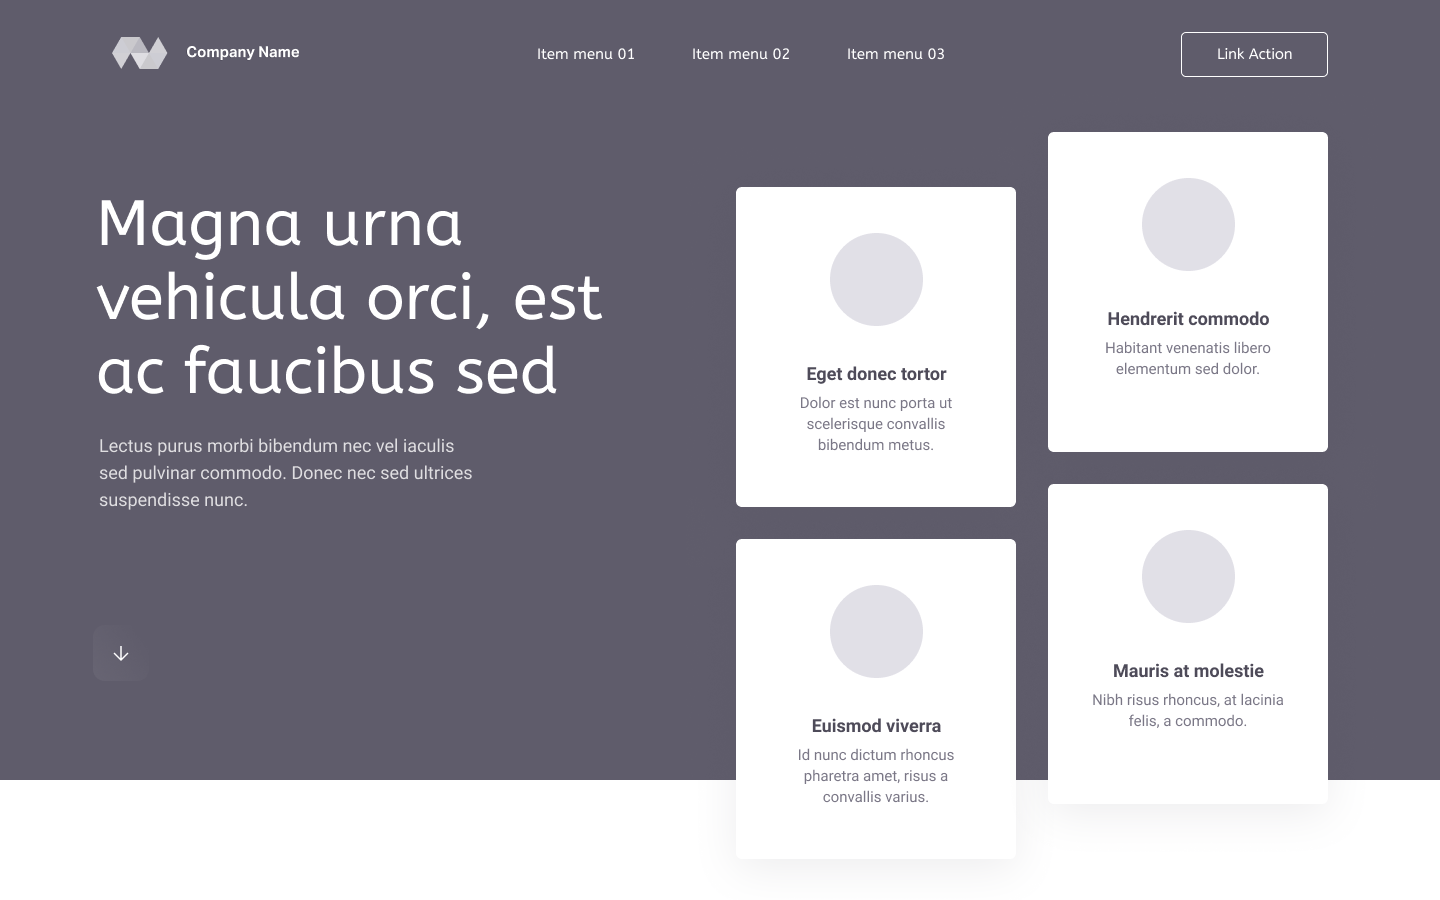 Company Name
Item menu 01
Item menu 02
Item menu 03
Link Action
Magna urna
vehicula orci, est
ac faucibus sed
Lectus purus morbi bibendum nec vel iaculis
sed pulvinar commodo. Donec nec sed ultrices
suspendisse nunc.
Eget donec tortor
Dolor est nunc porta ut
scelerisque convallis
bibendum metus.
Hendrerit commodo
Habitant venenatis libero
elementum sed dolor.
Euismod viverra
Id nunc dictum rhoncus
pharetra amet, risus a
convallis varius.
Mauris at molestie
Nibh risus rhoncus, at lacinia
felis, a commodo.